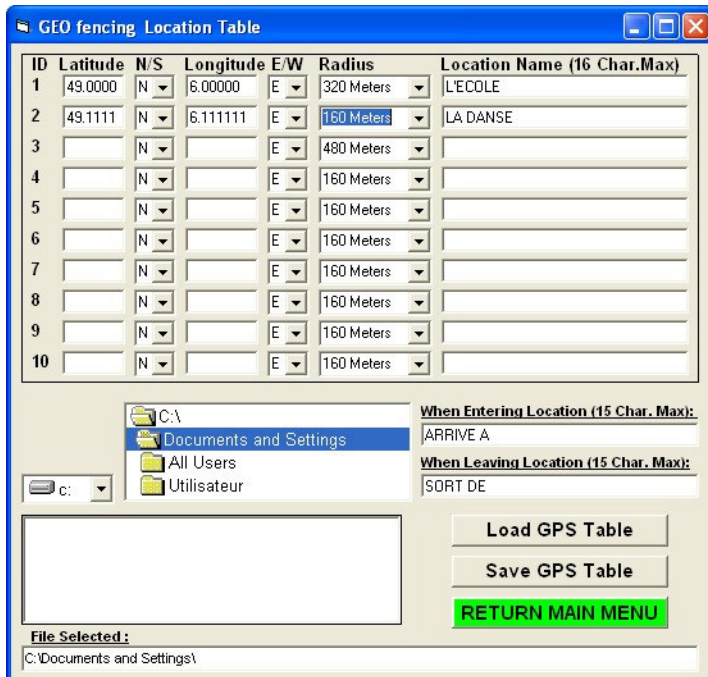 GEO fencing Location Table
ID Latitude N/S Longitude E/W Radius Location Name (16 Char.Max)
1 49.0000 N 6.00000 E 320 Meters L'ECOLE
2 49.1111 N 6.111111 E 160 Meters LA DANSE
3 N E 480 Meters
4 N E 160 Meters
5 N E 160 Meters
6 N E 160 Meters
7 N E 160 Meters
8 N E 160 Meters
9 N E 160 Meters
10 N E 160 Meters
C:\
Documents and Settings
All Users
Utilisateur
c:
When Entering Location (15 Char. Max):
ARRIVE A
When Leaving Location (15 Char. Max):
SORT DE
Load GPS Table
Save GPS Table
RETURN MAIN MENU
File Selected :
C:\Documents and Settings\